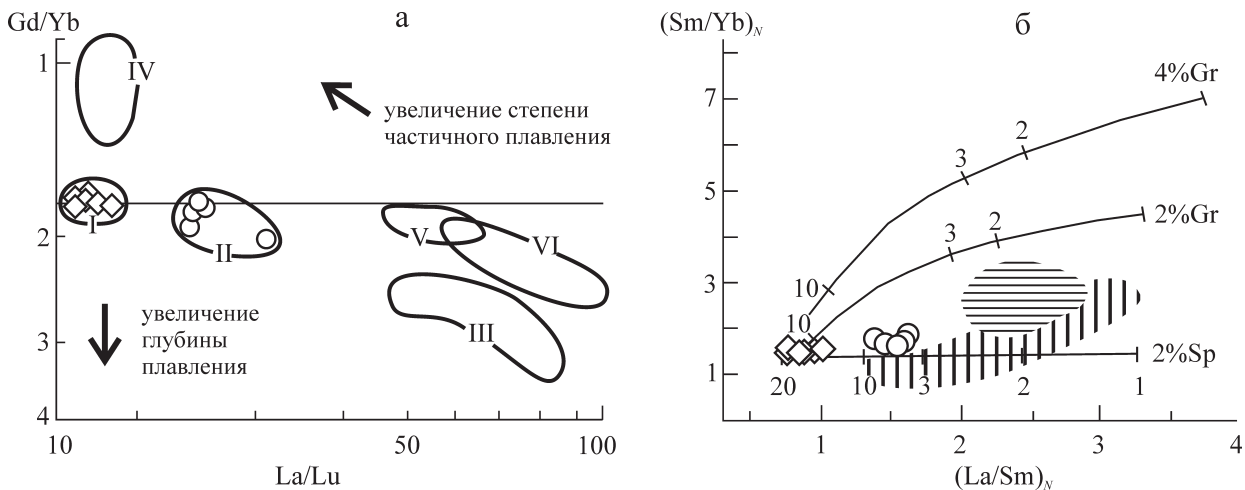 Gd/Yb
а
1
IV
увеличение степени
частичного плавления
I
II
V
VI
2
III
увеличение
глубины
плавления
3
4
10
50
100
La/Lu
(Sm/Yb)N
б
4%Gr
7
3
2
5
2%Gr
3
2
3
10
10
2%Sp
1
20
10
3
2
1
1
2
3
4
(La/Sm)N